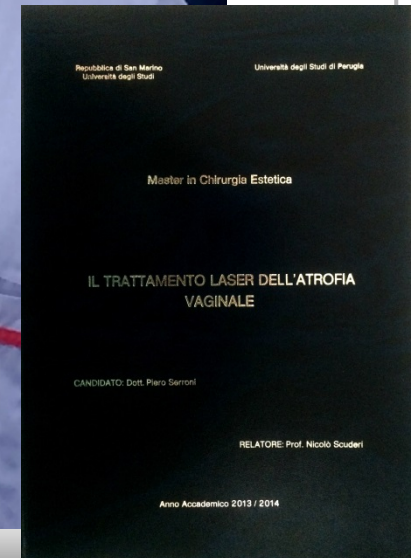 Repubblica di San Marino
Università degli Studi
Università degli Studi di Perugia
Master in Chirurgia Estetica
IL TRATTAMENTO LASER DELL'ATROFIA
VAGINALE
CANDIDATO: Dott. Piero Serroni
RELATORE: Prof. Nicolò Scuderi
Anno Accademico 2013 / 2014